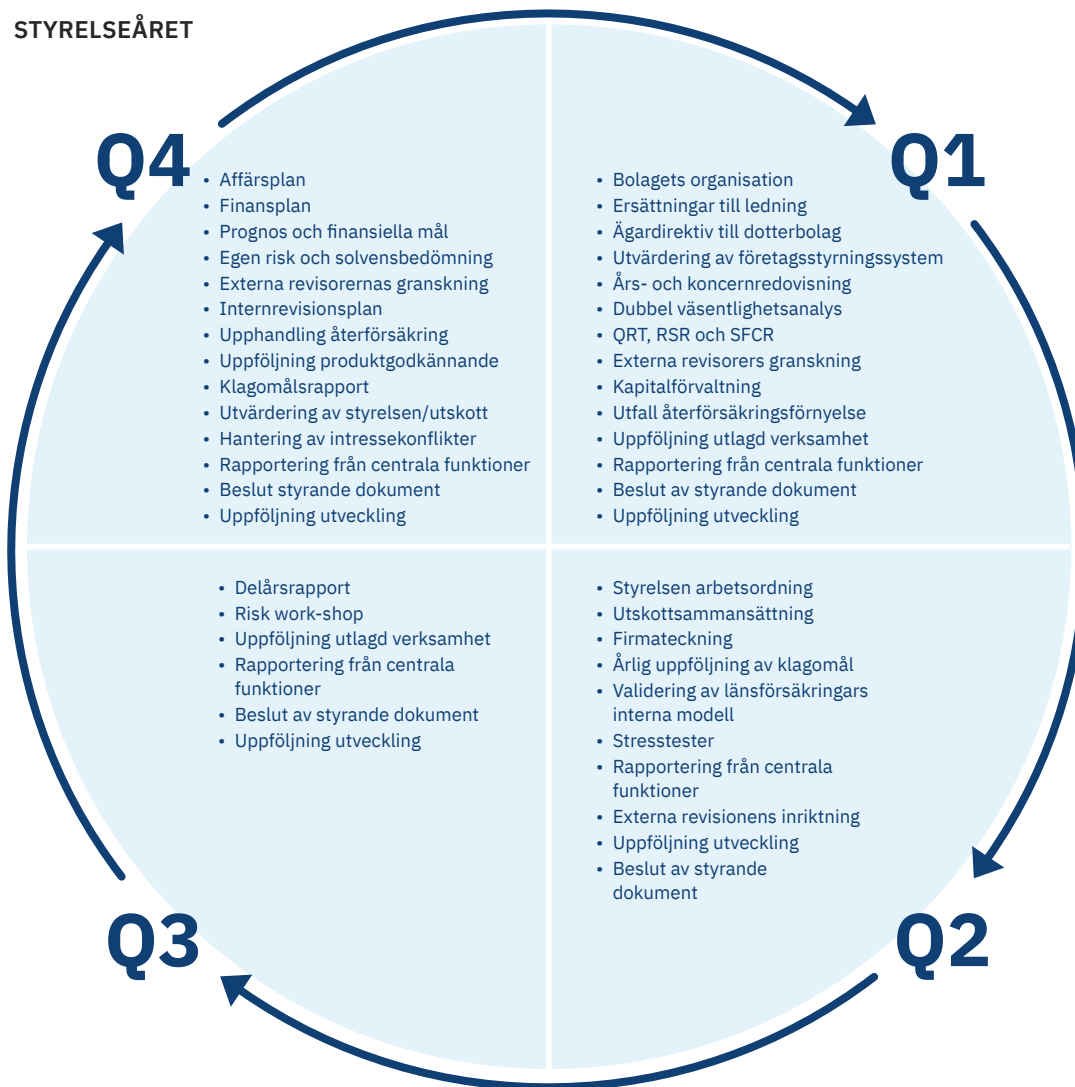 STYRELSEÅRET
Q4
• Affärsplan
• Finansplan
• Prognos och finansiella mål
• Egen risk och solvensbedömning
• Externa revisorernas granskning
• Internrevisionsplan
• Upphandling återförsäkring
• Uppföljning produktgodkännande
• Klagomålsrapport
• Utvärdering av styrelsen/utskott
• Hantering av intressekonflikter
• Rapportering från centrala funktioner
• Beslut styrande dokument
• Uppföljning utveckling
Q1
• Bolagets organisation
• Ersättningar till ledning
• Ägardirektiv till dotterbolag
• Utvärdering av företagsstyrningssystem
• Års- och koncernredovisning
• Dubbel väsentlighetsanalys
• QRT, RSR och SFCR
• Externa revisorers granskning
• Kapitalförvaltning
• Utfall återförsäkringsförnyelse
• Uppföljning utlagd verksamhet
• Rapportering från centrala funktioner
• Beslut av styrande dokument
• Uppföljning utveckling
• Delårsrapport
• Risk work-shop
• Uppföljning utlagd verksamhet
• Rapportering från centrala
funktioner
• Beslut av styrande dokument
• Uppföljning utveckling
Q3
• Styrelsen arbetsordning
• Utskottsammansättning
• Firmateckning
• Årlig uppföljning av klagomål
• Validering av länsförsäkringars
interna modell
• Stresstester
• Rapportering från centrala
funktioner
• Externa revisionens inriktning
• Uppföljning utveckling
• Beslut av styrande
dokument
Q2